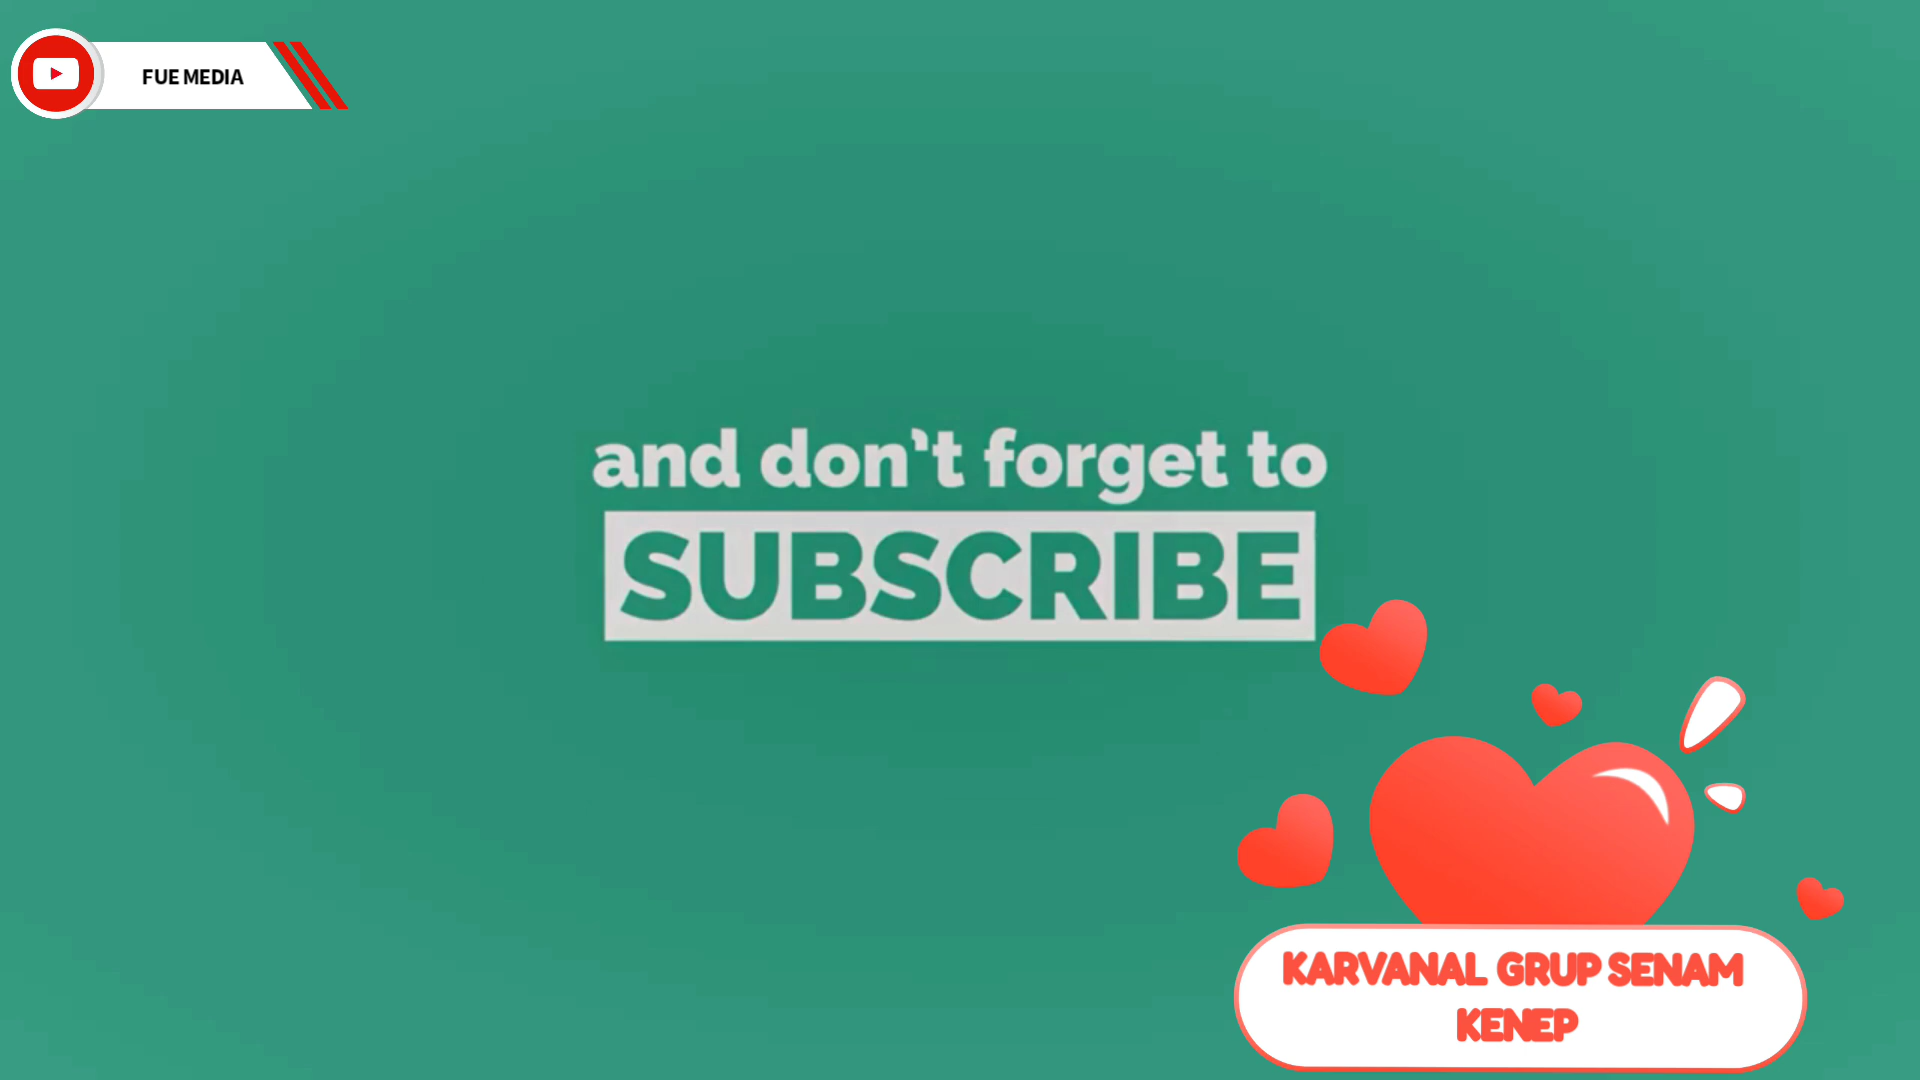 FUE MEDIA
and don't forget to
SUBSCRIBE
KARVANAL GRUP SENAM
KENEP